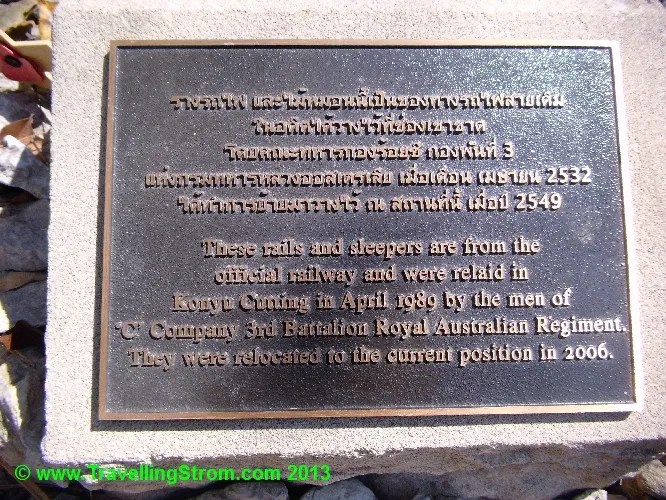 รางรถไฟ และไม้หมอนนี้เป็นของทางรถไฟสายเดิม
ในอดีตได้วางไว้ที่ช่องเขาขาด
โดยคณะทหารกองร้อยซี กองพันที่ 3
แห่งกรมทหารหลวงออสเตรเลีย เมื่อเดือน เมษายน 2532
ได้ทำการย้ายมาวางไว้ ณ สถานที่นี้ เมื่อปี 2549
These rails and sleepers are from the
official railway and were relaid in
Konyu Cutting in April 1989 by the men of
'C' Company 3rd Battalion Royal Australian Regiment.
They were relocated to the current position in 2006.
© www.TravellingStrom.com 2013